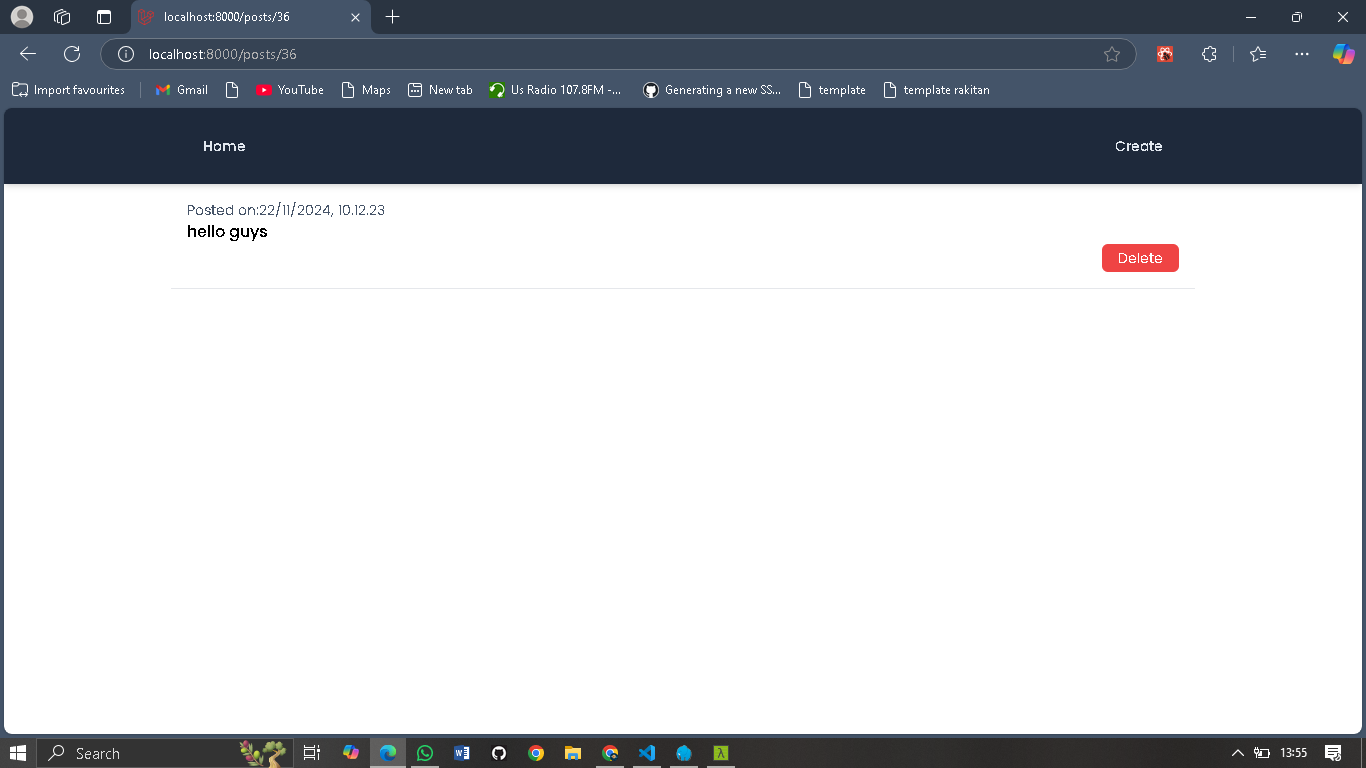 localhost:8000/posts/36
localhost:8000/posts/36
Import favourites
Gmail
YouTube
Maps
New tab
Us Radio 107.8FM -...
Generating a new SS...
template
template rakitan
Home
Create
Posted on:22/11/2024, 10.12.23
hello guys
Delete
Search
13:55